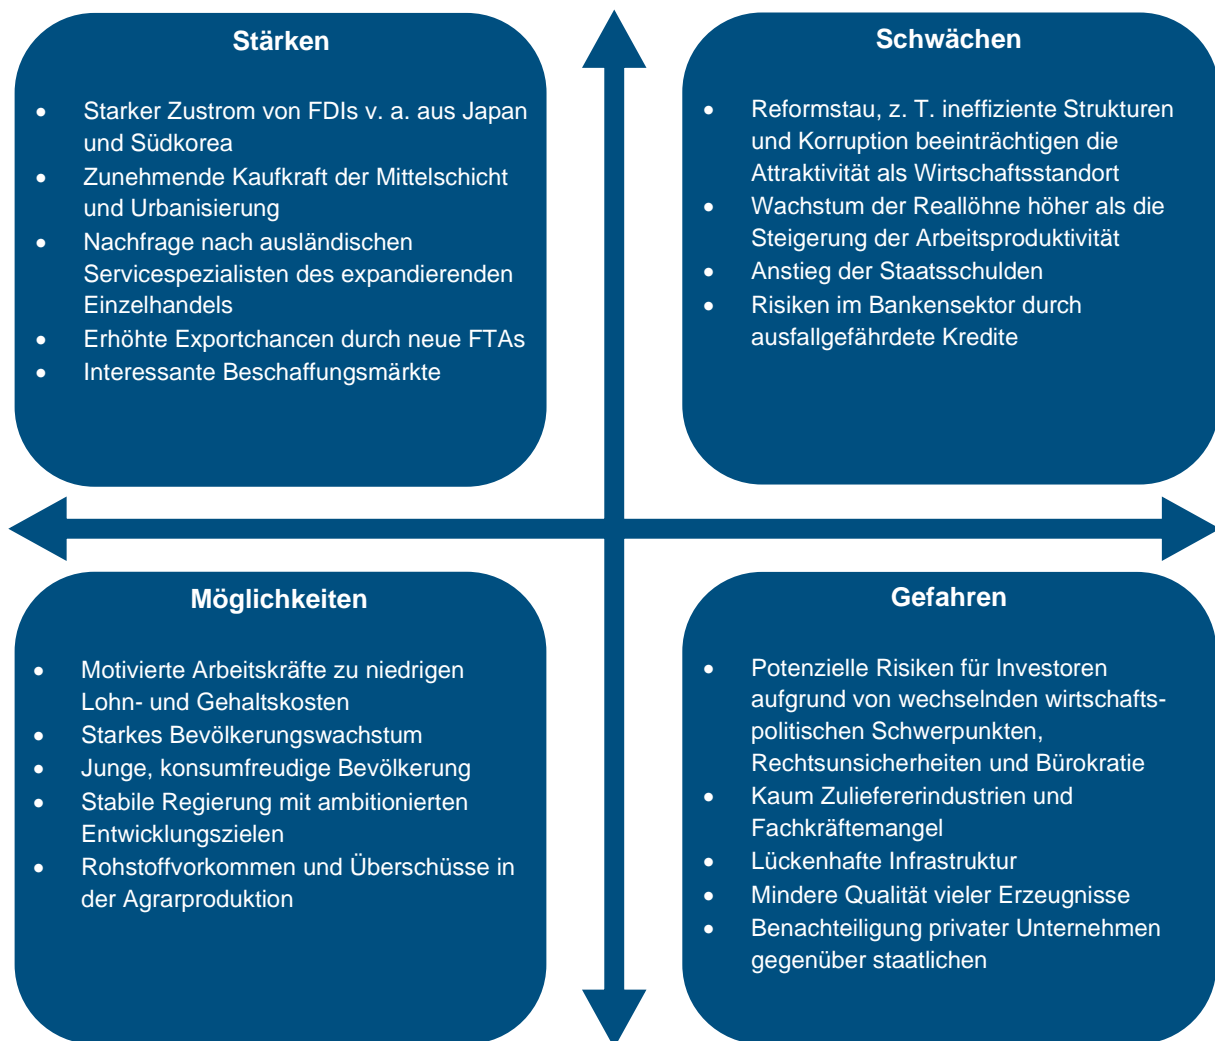 Stärken
• Starker Zustrom von FDIs v. a. aus Japan
und Südkorea
• Zunehmende Kaufkraft der Mittelschicht
und Urbanisierung
• Nachfrage nach ausländischen
Servicespezialisten des expandierenden
Einzelhandels
• Erhöhte Exportchancen durch neue FTAs
• Interessante Beschaffungsmärkte
Schwächen
• Reformstau, z. T. ineffiziente Strukturen
und Korruption beeinträchtigen die
Attraktivität als Wirtschaftsstandort
• Wachstum der Reallöhne höher als die
Steigerung der Arbeitsproduktivität
• Anstieg der Staatsschulden
• Risiken im Bankensektor durch
ausfallgefährdete Kredite
Möglichkeiten
• Motivierte Arbeitskräfte zu niedrigen
Lohn- und Gehaltskosten
• Starkes Bevölkerungswachstum
• Junge, konsumfreudige Bevölkerung
• Stabile Regierung mit ambitionierten
Entwicklungszielen
• Rohstoffvorkommen und Überschüsse in
der Agrarproduktion
Gefahren
• Potenzielle Risiken für Investoren
aufgrund von wechselnden wirtschafts-
politischen Schwerpunkten,
Rechtsunsicherheiten und Bürokratie
• Kaum Zuliefererindustrien und
Fachkräftemangel
• Lückenhafte Infrastruktur
• Mindere Qualität vieler Erzeugnisse
• Benachteiligung privater Unternehmen
gegenüber staatlichen